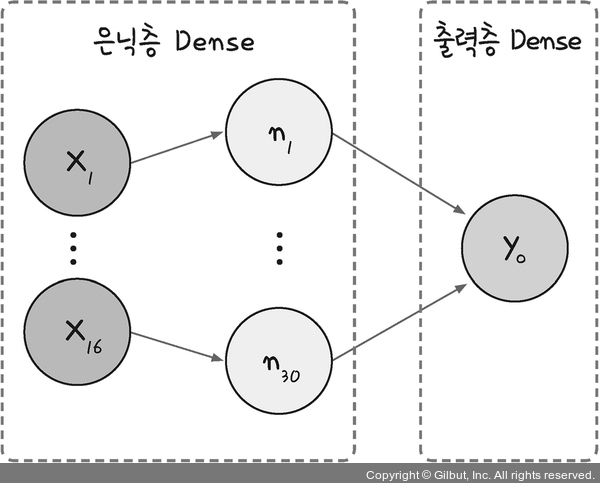 은닉층 Dense
출력층 Dense
x₁
n₁
y₀
x₁₆
n₃₀
Copyright © Gilbut, Inc. All rights reserved.